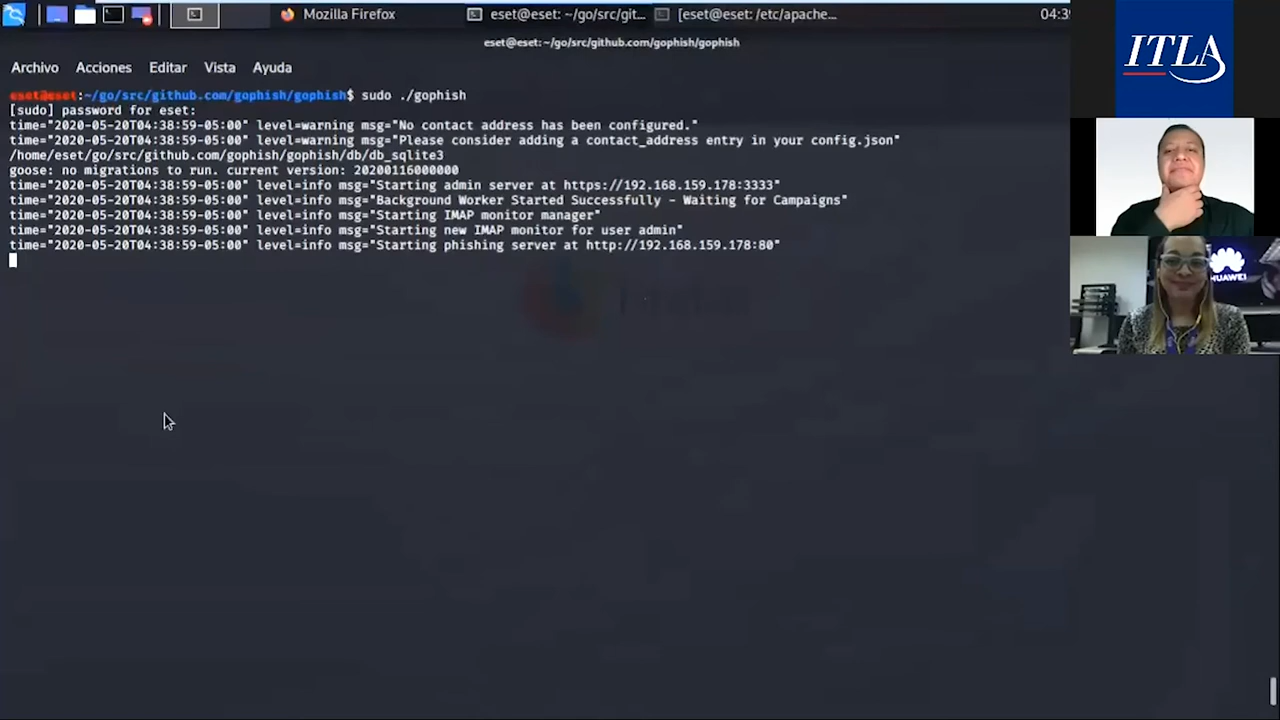 Mozilla Firefox
eset@eset: ~/go/src/git...
[eset@eset: /etc/apache...
04:39
eset@eset: ~/go/src/github.com/gophish/gophish
Archivo Acciones Editar Vista Ayuda
eset@eset:~/go/src/github.com/gophish/gophish$ sudo ./gophish
[sudo] password for eset:
time="2020-05-20T04:38:59-05:00" level=warning msg="No contact address has been configured."
time="2020-05-20T04:38:59-05:00" level=warning msg="Please consider adding a contact_address entry in your config.json"
/home/eset/go/src/github.com/gophish/gophish/db/db_sqlite3
goose: no migrations to run. current version: 20200116000000
time="2020-05-20T04:38:59-05:00" level=info msg="Starting admin server at https://192.168.159.178:3333"
time="2020-05-20T04:38:59-05:00" level=info msg="Background Worker Started Successfully - Waiting for Campaigns"
time="2020-05-20T04:38:59-05:00" level=info msg="Starting IMAP monitor manager"
time="2020-05-20T04:38:59-05:00" level=info msg="Starting new IMAP monitor for user admin"
time="2020-05-20T04:38:59-05:00" level=info msg="Starting phishing server at http://192.168.159.178:80"
ITLA
HUAWEI